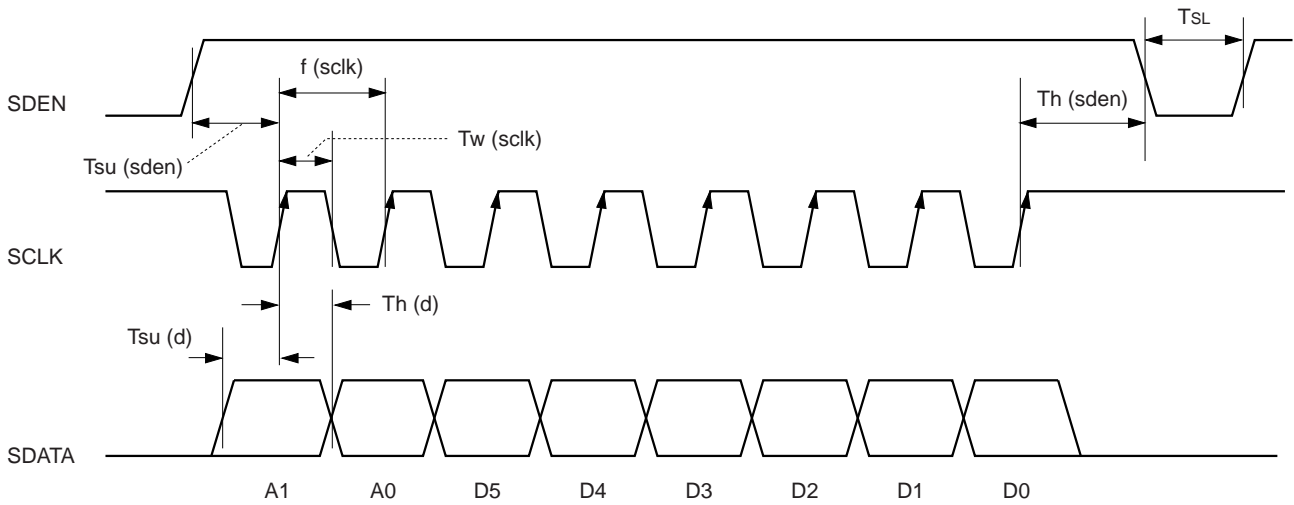 TSL
f (sclk)
SDEN
Th (sden)
Tw (sclk)
Tsu (sden)
SCLK
Th (d)
Tsu (d)
SDATA
A1 A0 D5 D4 D3 D2 D1 D0